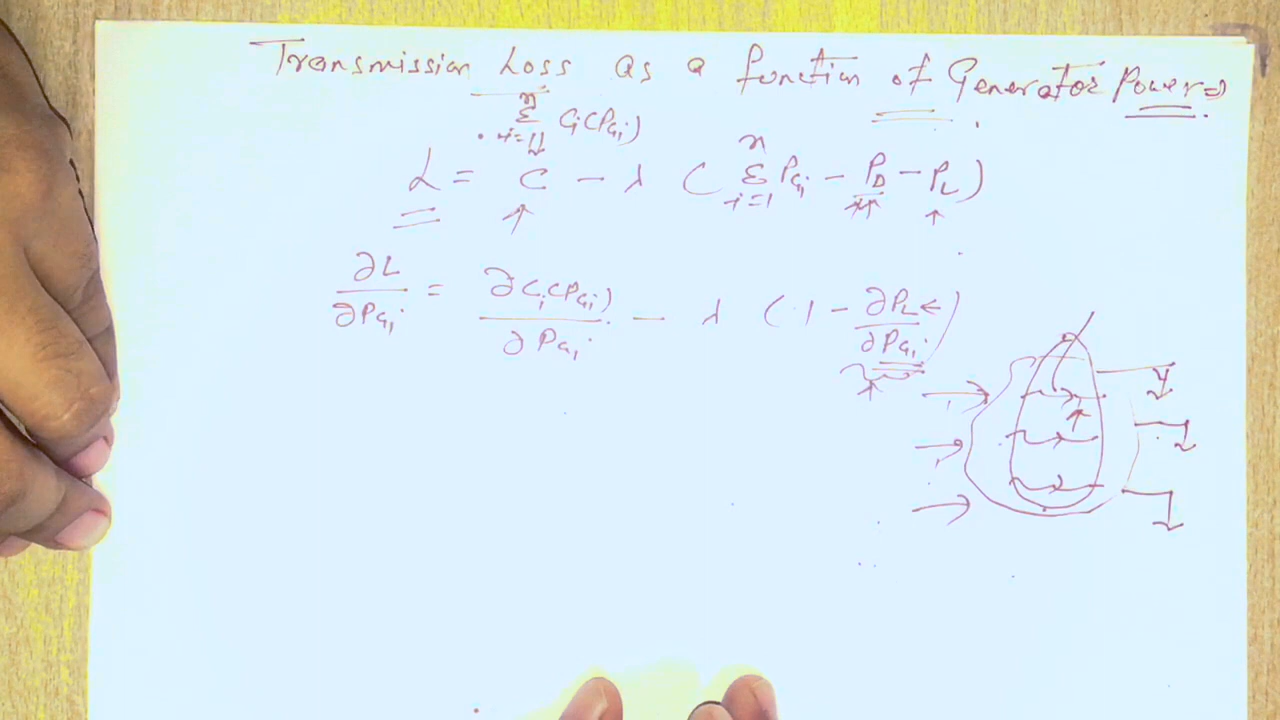 Transmission Loss as a function of Generator Powers.
n Σ i=1 Ci(PGi)
L = C - λ ( n Σ i=1 PGi - PD - PL )
∂L/∂PGi = ∂Ci(PGi)/∂PGi - λ (1 - ∂PL/∂PGi)